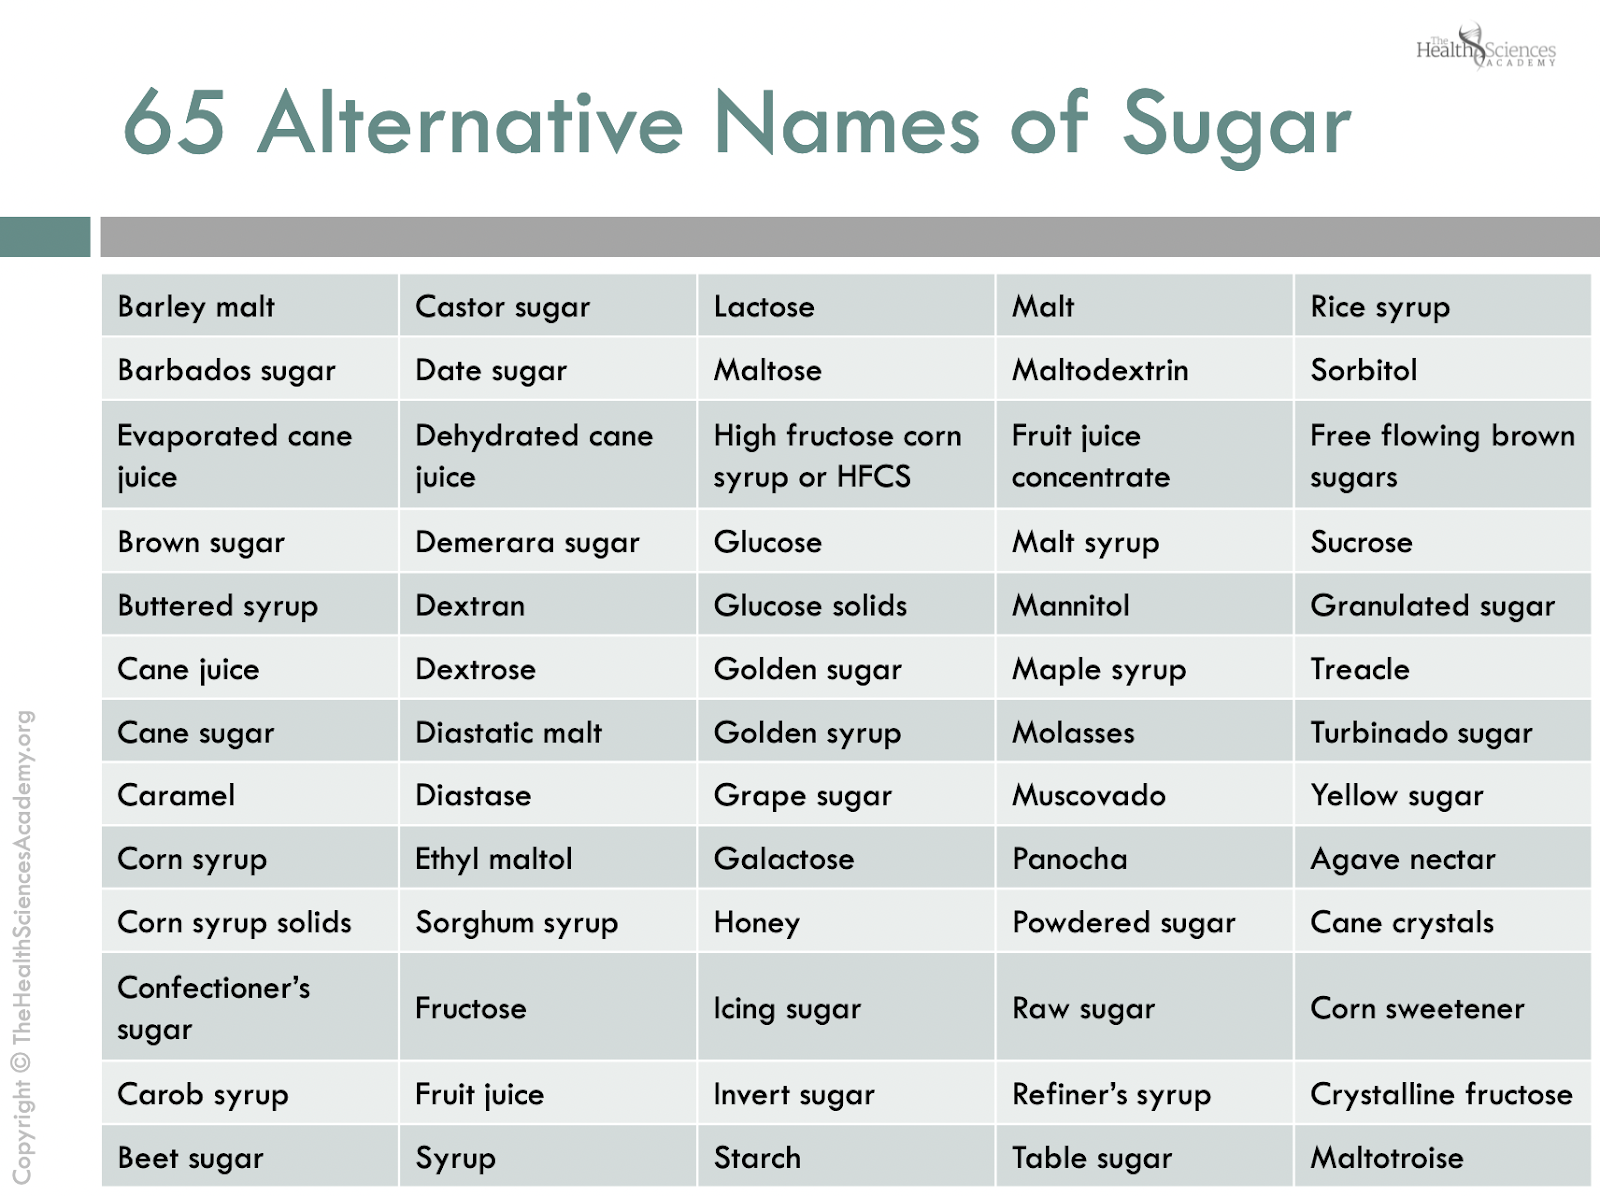 The
Health Sciences
ACADEMY
65 Alternative Names of Sugar
Barley malt
Castor sugar
Lactose
Malt
Rice syrup
Barbados sugar
Date sugar
Maltose
Maltodextrin
Sorbitol
Evaporated cane
juice
Dehydrated cane
juice
High fructose corn
syrup or HFCS
Fruit juice
concentrate
Free flowing brown
sugars
Brown sugar
Demerara sugar
Glucose
Malt syrup
Sucrose
Buttered syrup
Dextran
Glucose solids
Mannitol
Granulated sugar
Cane juice
Dextrose
Golden sugar
Maple syrup
Treacle
Cane sugar
Diastatic malt
Golden syrup
Molasses
Turbinado sugar
Caramel
Diastase
Grape sugar
Muscovado
Yellow sugar
Corn syrup
Ethyl maltol
Galactose
Panocha
Agave nectar
Corn syrup solids
Sorghum syrup
Honey
Powdered sugar
Cane crystals
Confectioner’s
sugar
Fructose
Icing sugar
Raw sugar
Corn sweetener
Carob syrup
Fruit juice
Invert sugar
Refiner’s syrup
Crystalline fructose
Beet sugar
Syrup
Starch
Table sugar
Maltotroise
Copyright © TheHealthSciencesAcademy.org